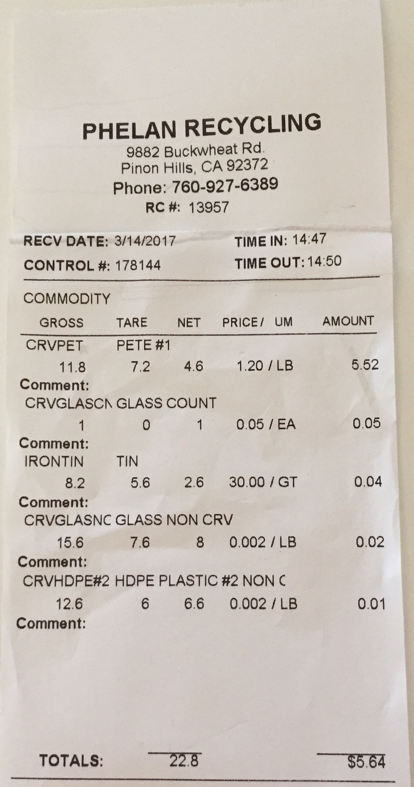 PHELAN RECYCLING
9882 Buckwheat Rd.
Pinon Hills, CA 92372
Phone: 760-927-6389
RC #: 13957
RECV DATE: 3/14/2017 TIME IN: 14:47
CONTROL #: 178144 TIME OUT: 14:50
COMMODITY
GROSS TARE NET PRICE / UM AMOUNT
CRVPET PETE #1
11.8 7.2 4.6 1.20 / LB 5.52
Comment:
CRVGLASCN GLASS COUNT
1 0 1 0.05 / EA 0.05
Comment:
IRONTIN TIN
8.2 5.6 2.6 30.00 / GT 0.04
Comment:
CRVGLASNC GLASS NON CRV
15.6 7.6 8 0.002 / LB 0.02
Comment:
CRVHDPE#2 HDPE PLASTIC #2 NON C
12.6 6 6.6 0.002 / LB 0.01
Comment:
TOTALS: 22.8 $5.64